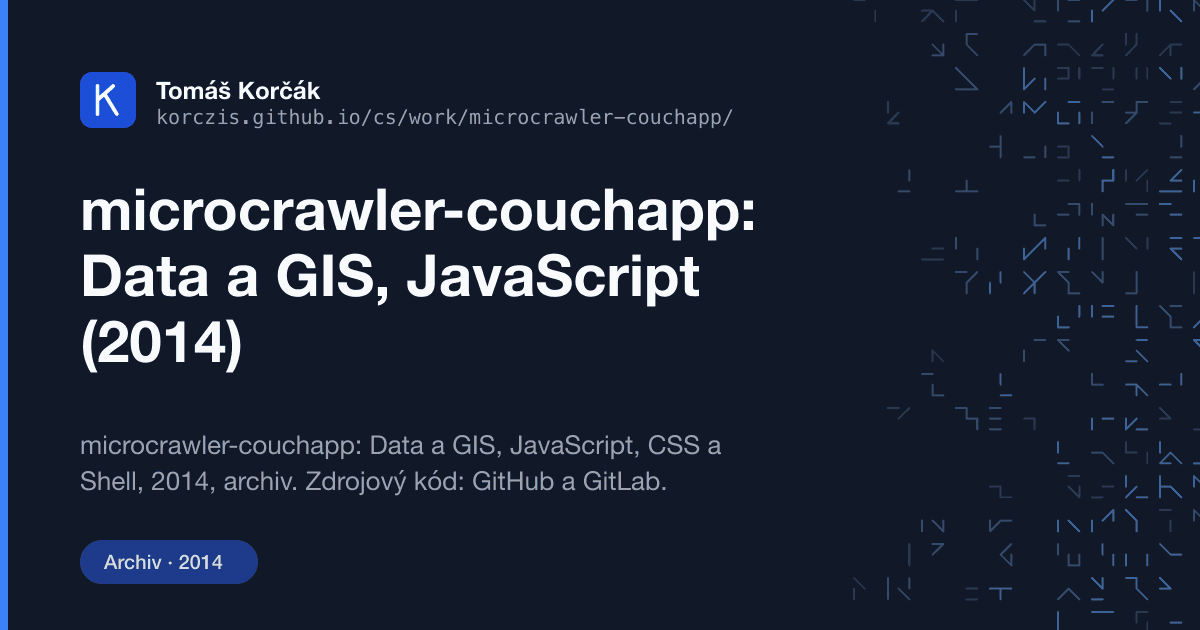 K
Tomáš Korčák
korczis.github.io/cs/work/microcrawler-couchapp/
microcrawler-couchapp:
Data a GIS, JavaScript
(2014)
microcrawler-couchapp: Data a GIS, JavaScript, CSS a
Shell, 2014, archiv. Zdrojový kód: GitHub a GitLab.
Archiv · 2014